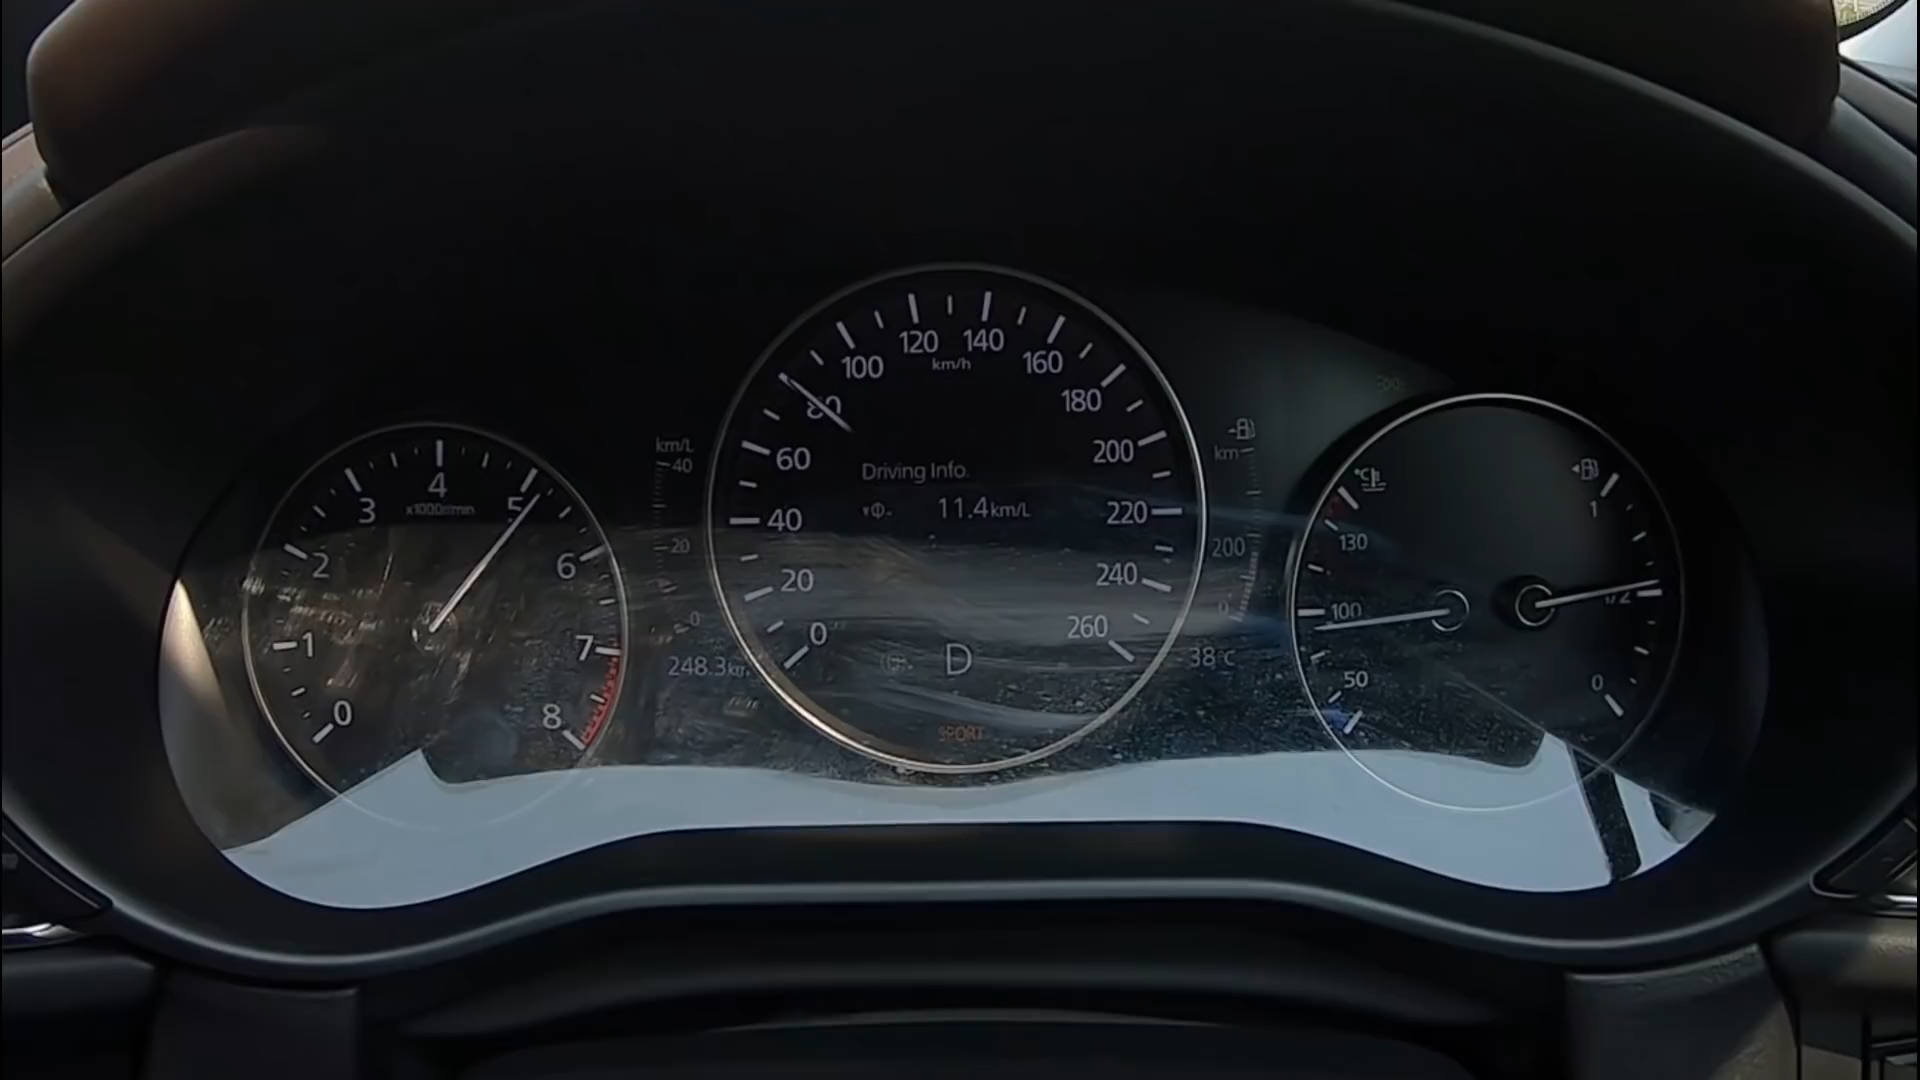 120 140
km/h
100 160
80 180
60 200
40 220
20 240
0 260
Driving Info.
11.4km/L
D
SPORT
4
x1000r/min
3 5
2 6
1 7
0 8
km/L
40
20
0
248.3km
km
200
0
38°C
°C
130
100
50
1
1/2
0